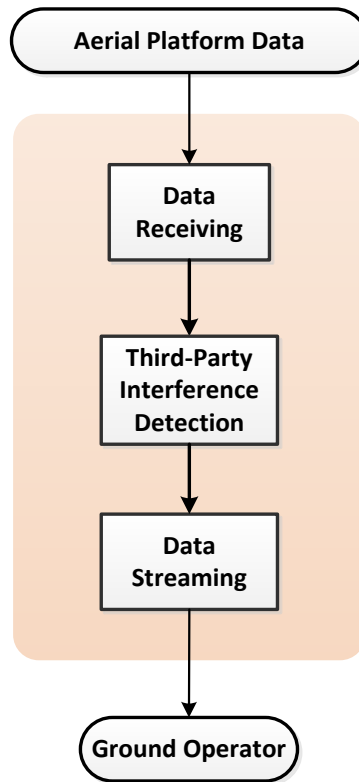 Aerial Platform Data
Data
Receiving
Third-Party
Interference
Detection
Data
Streaming
Ground Operator